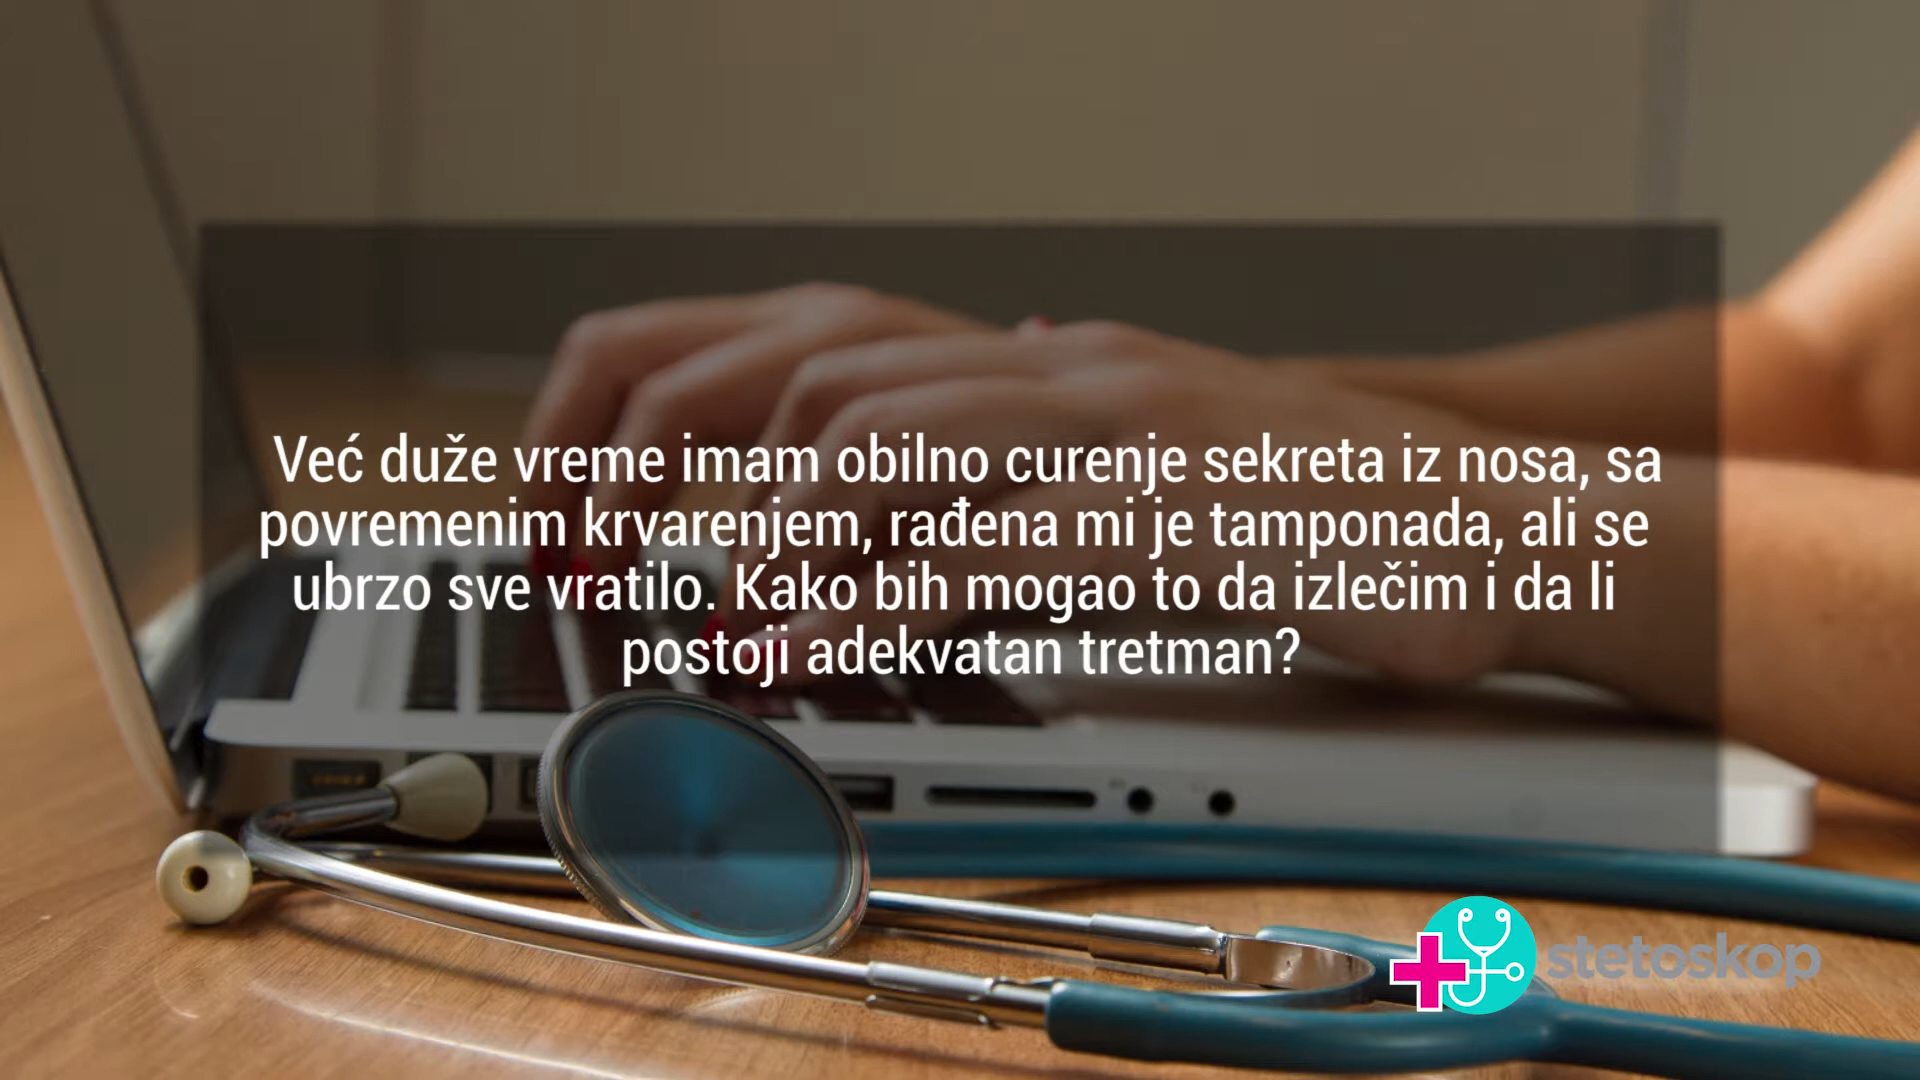 Već duže vreme imam obilno curenje sekreta iz nosa, sa
povremenim krvarenjem, rađena mi je tamponada, ali se
ubrzo sve vratilo. Kako bih mogao to da izlečim i da li
postoji adekvatan tretman?
stetoskop